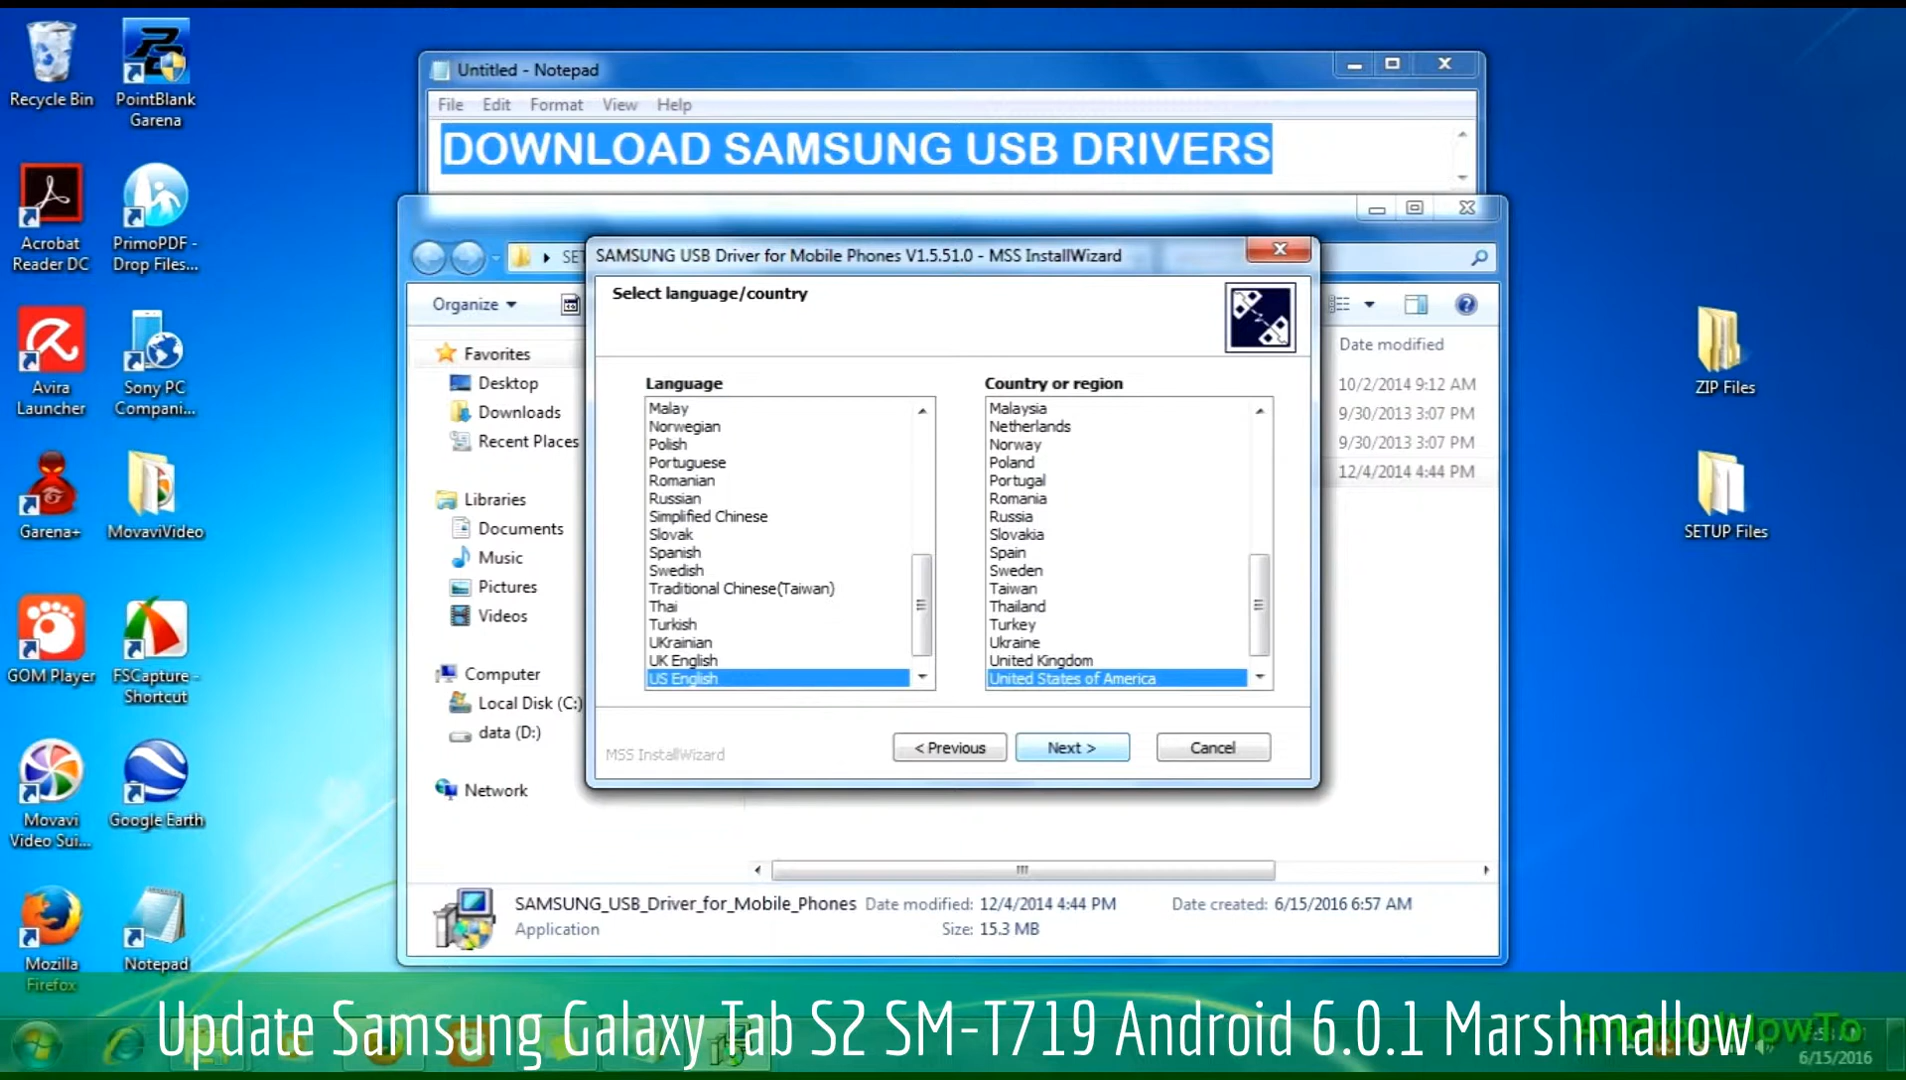 Recycle Bin
PointBlank
Garena
Acrobat
Reader DC
PrimoPDF -
Drop Files...
Avira
Launcher
Sony PC
Compani...
Garena+
MovaviVideo
GOM Player
FSCapture -
Shortcut
Movavi
Video Sui...
Google Earth
Mozilla
Firefox
Notepad
Untitled - Notepad
File Edit Format View Help
DOWNLOAD SAMSUNG USB DRIVERS
Organize
Favorites
Desktop
Downloads
Recent Places
Libraries
Documents
Music
Pictures
Videos
Computer
Local Disk (C:)
data (D:)
Network
SAMSUNG USB Driver for Mobile Phones V1.5.51.0 - MSS InstallWizard
Select language/country
Language
Malay
Norwegian
Polish
Portuguese
Romanian
Russian
Simplified Chinese
Slovak
Spanish
Swedish
Traditional Chinese(Taiwan)
Thai
Turkish
UKrainian
UK English
US English
Country or region
Malaysia
Netherlands
Norway
Poland
Portugal
Romania
Russia
Slovakia
Spain
Sweden
Taiwan
Thailand
Turkey
Ukraine
United Kingdom
United States of America
MSS InstallWizard
< Previous
Next >
Cancel
Date modified
10/2/2014 9:12 AM
9/30/2013 3:07 PM
9/30/2013 3:07 PM
12/4/2014 4:44 PM
SAMSUNG_USB_Driver_for_Mobile_Phones Date modified: 12/4/2014 4:44 PM Date created: 6/15/2016 6:57 AM
Application Size: 15.3 MB
ZIP Files
SETUP Files
Update Samsung Galaxy Tab S2 SM-T719 Android 6.0.1 Marshmallow
AndroidHowTo
6/15/2016